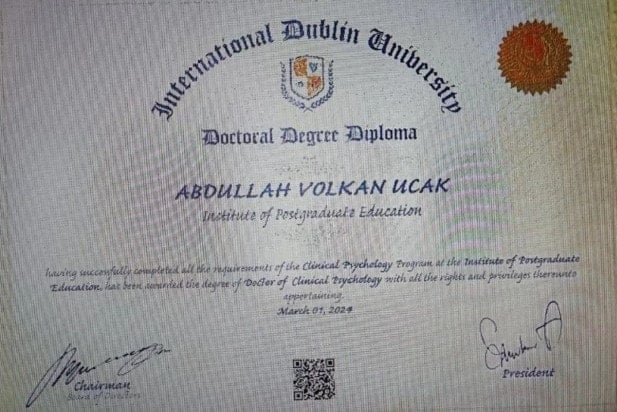 International Dublin University
Doctoral Degree Diploma
ABDULLAH VOLKAN UCAK
Institute of Postgraduate Education
having succesfully completed all the requirements of the Clinical Psychology Program at the Institute of Postgraduate
Education, has been awarded the degree of Doctor of Clinical Psychology with all the rights and privileges thereunto
appertaining.
March 01, 2024
Chairman
Board of Directors
President